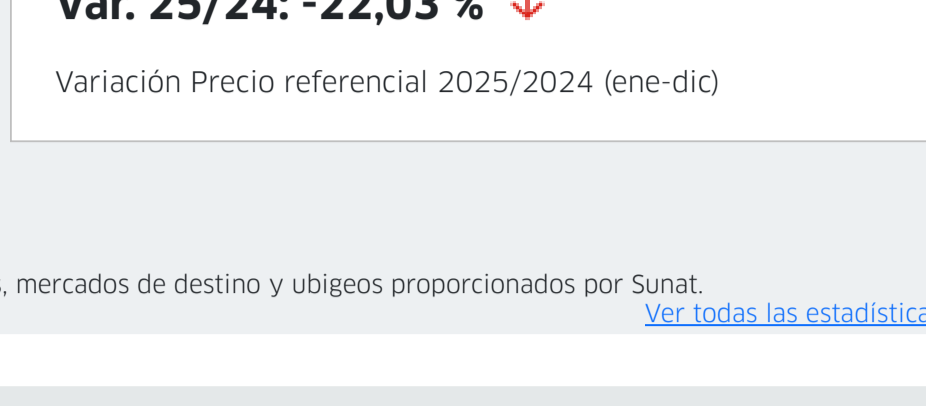 Var. 25/24: -22,03 %
Variación Precio referencial 2025/2024 (ene-dic)
, mercados de destino y ubigeos proporcionados por Sunat.
Ver todas las